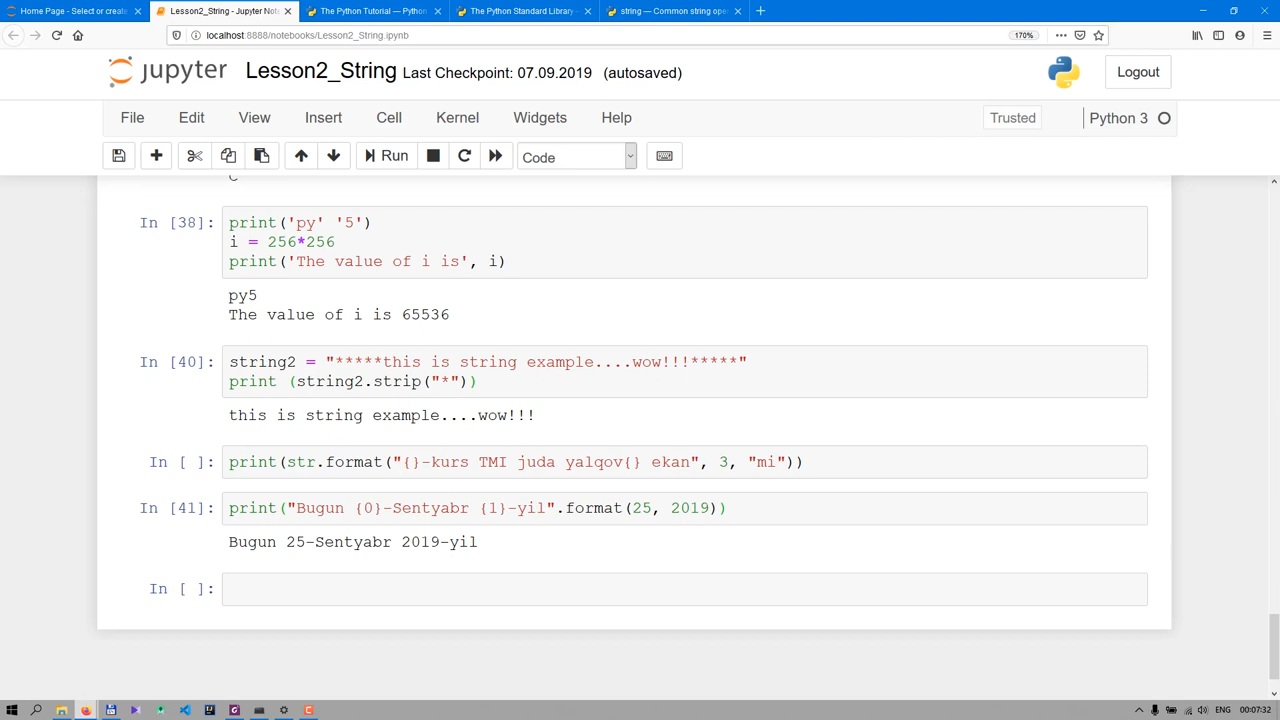 Home Page - Select or create
Lesson2_String - Jupyter Not
The Python Tutorial — Python
The Python Standard Library —
string — Common string ope
localhost:8888/notebooks/Lesson2_String.ipynb
170%
jupyter Lesson2_String Last Checkpoint: 07.09.2019 (autosaved)
Logout
File Edit View Insert Cell Kernel Widgets Help
Trusted
Python 3
Run
Code
C
In [38]: print('py' '5')
i = 256*256
print('The value of i is', i)
py5
The value of i is 65536
In [40]: string2 = "*****this is string example....wow!!!*****"
print (string2.strip("*"))
this is string example....wow!!!
In [ ]: print(str.format("{}-kurs TMI juda yalqov{} ekan", 3, "mi"))
In [41]: print("Bugun {0}-Sentyabr {1}-yil".format(25, 2019))
Bugun 25-Sentyabr 2019-yil
In [ ]:
ENG
00:07:32